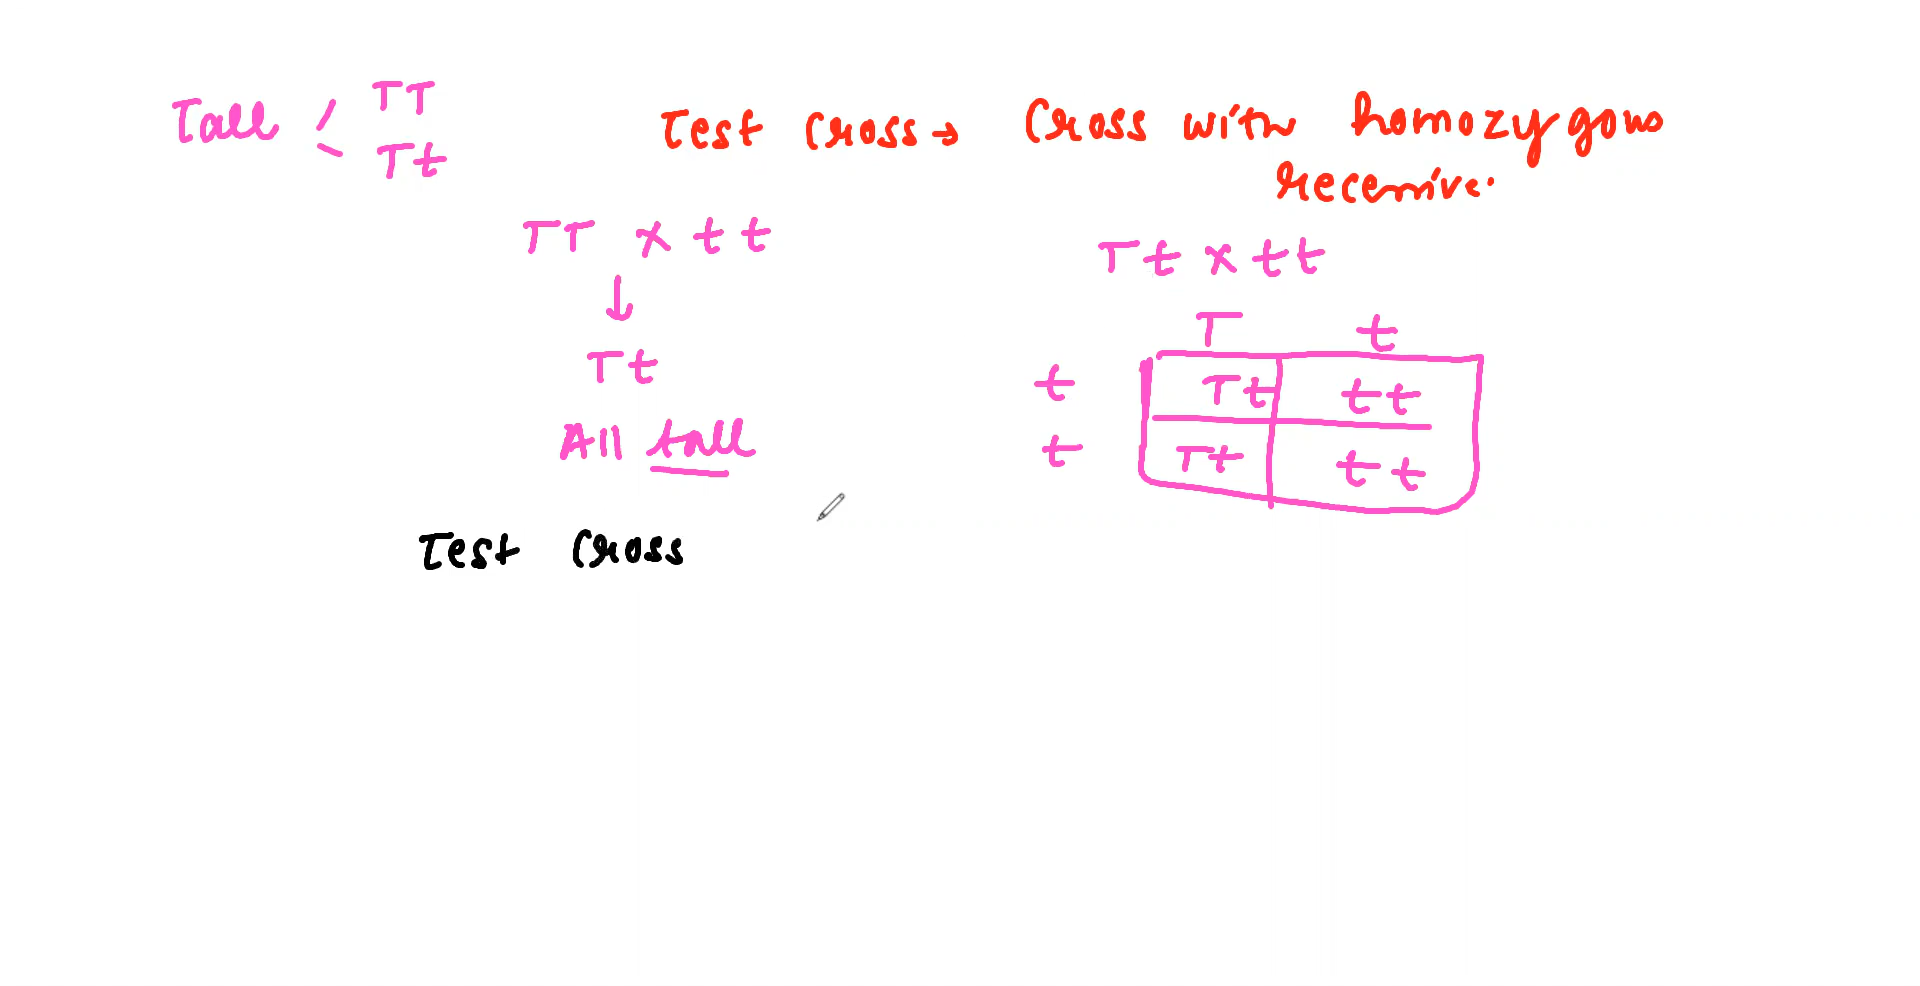 Tall TT
Tt
Test Cross → Cross with homozygous
recessive.
TT x tt
↓
Tt
All tall
Tt x tt
T t
t Tt tt
t Tt tt
Test Cross